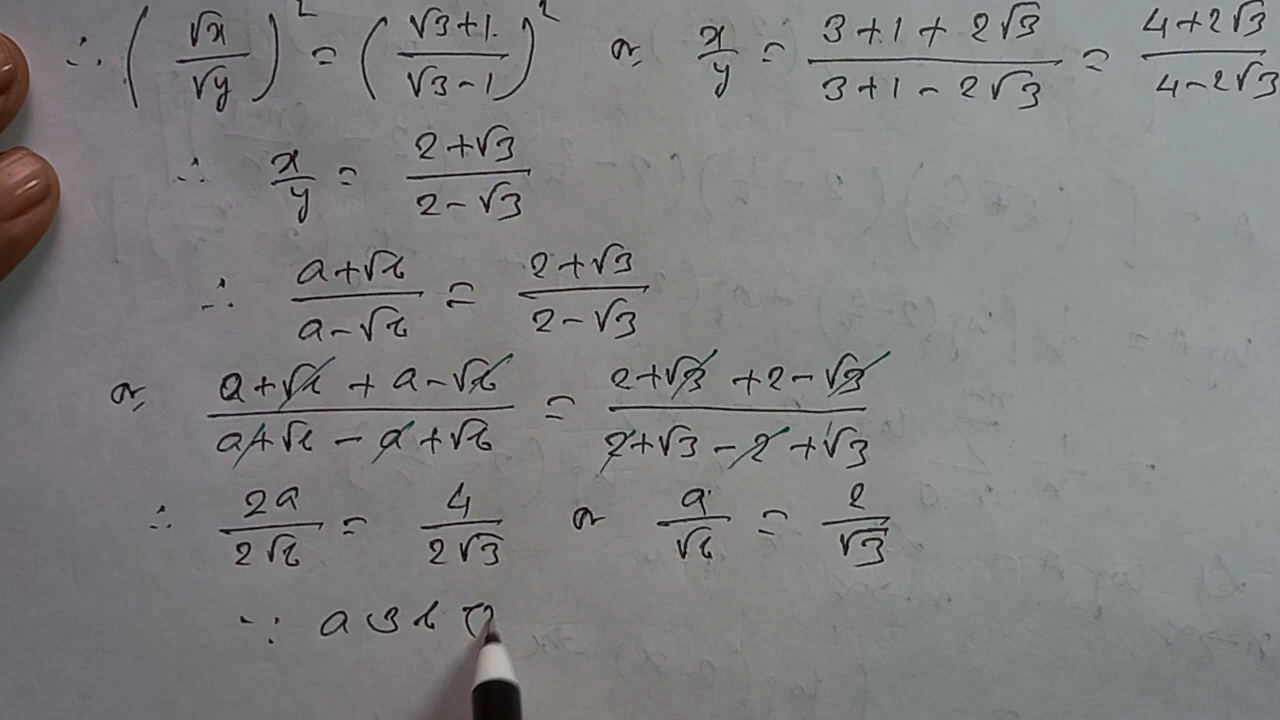 ∴ (√x/√y)² = (√3+1/√3-1)² or, x/y = 3+1+2√3/3+1-2√3 = 4+2√3/4-2√3
∴ x/y = 2+√3/2-√3
∴ a+√b/a-√b = 2+√3/2-√3
or, a+√b+a-√b/a+√b-a+√b = 2+√3+2-√3/2+√3-2+√3
∴ 2a/2√b = 4/2√3 or a/√b = 2/√3
∵ a ও b